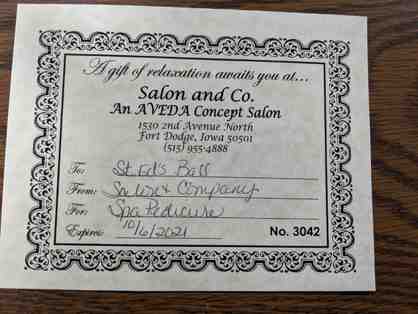 A gift of relaxation awaits you at...
Salon and Co.
An AVEDA Concept Salon
1530 2nd Avenue North
Fort Dodge, Iowa 50501
(515) 955-4888
To: St. Ed's Ball
From: Salon & Company
For: Spa Pedicure
Expires: 10/6/2021 No. 3042